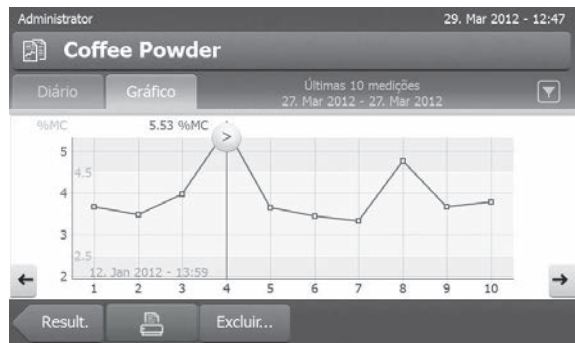 Administrator 29. Mar 2012 - 12:47
Coffee Powder
Diário Gráfico Últimas 10 medições
27. Mar 2012 - 27. Mar 2012
%MC 5.53 %MC >
5
4.5
4
3
2.5
2 12. Jan 2012 - 13:59
1 2 3 4 5 6 7 8 9 10
Result. Excluir...